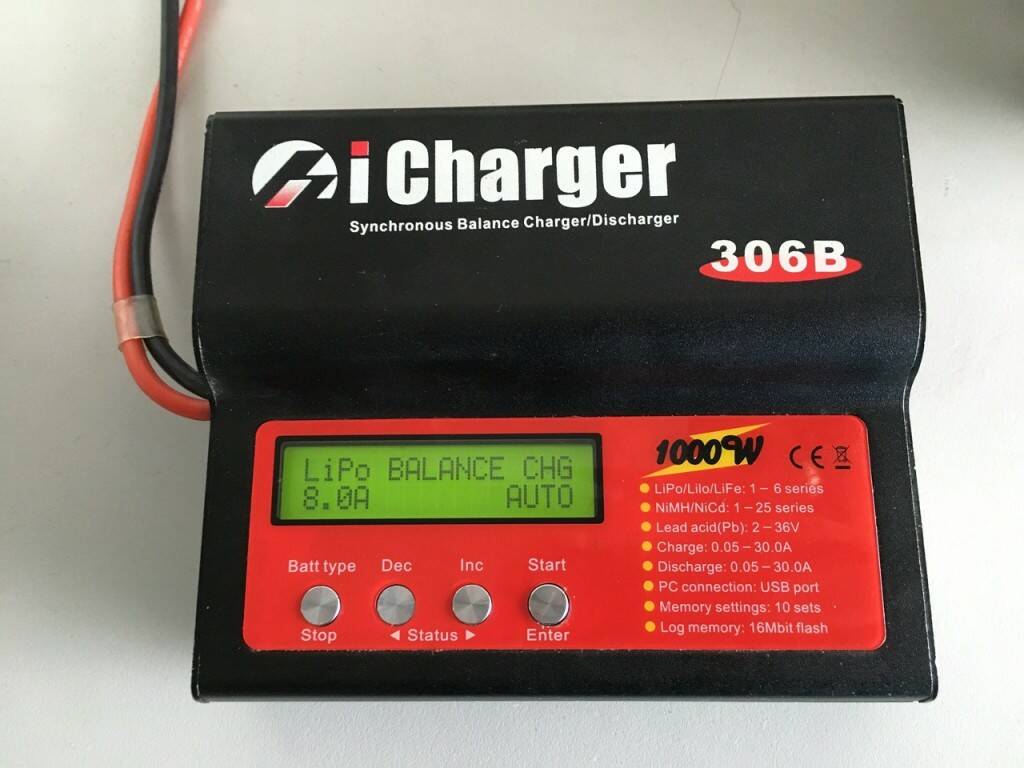 i Charger
Synchronous Balance Charger/Discharger
306B
LiPo BALANCE CHG
8.0A AUTO
Batt type Dec Inc Start
Stop ◄ Status ► Enter
1000W CE
LiPo/LiIo/LiFe: 1 – 6 series
NiMH/NiCd: 1 – 25 series
Lead acid(Pb): 2 – 36V
Charge: 0.05 – 30.0A
Discharge: 0.05 – 30.0A
PC connection: USB port
Memory settings: 10 sets
Log memory: 16Mbit flash